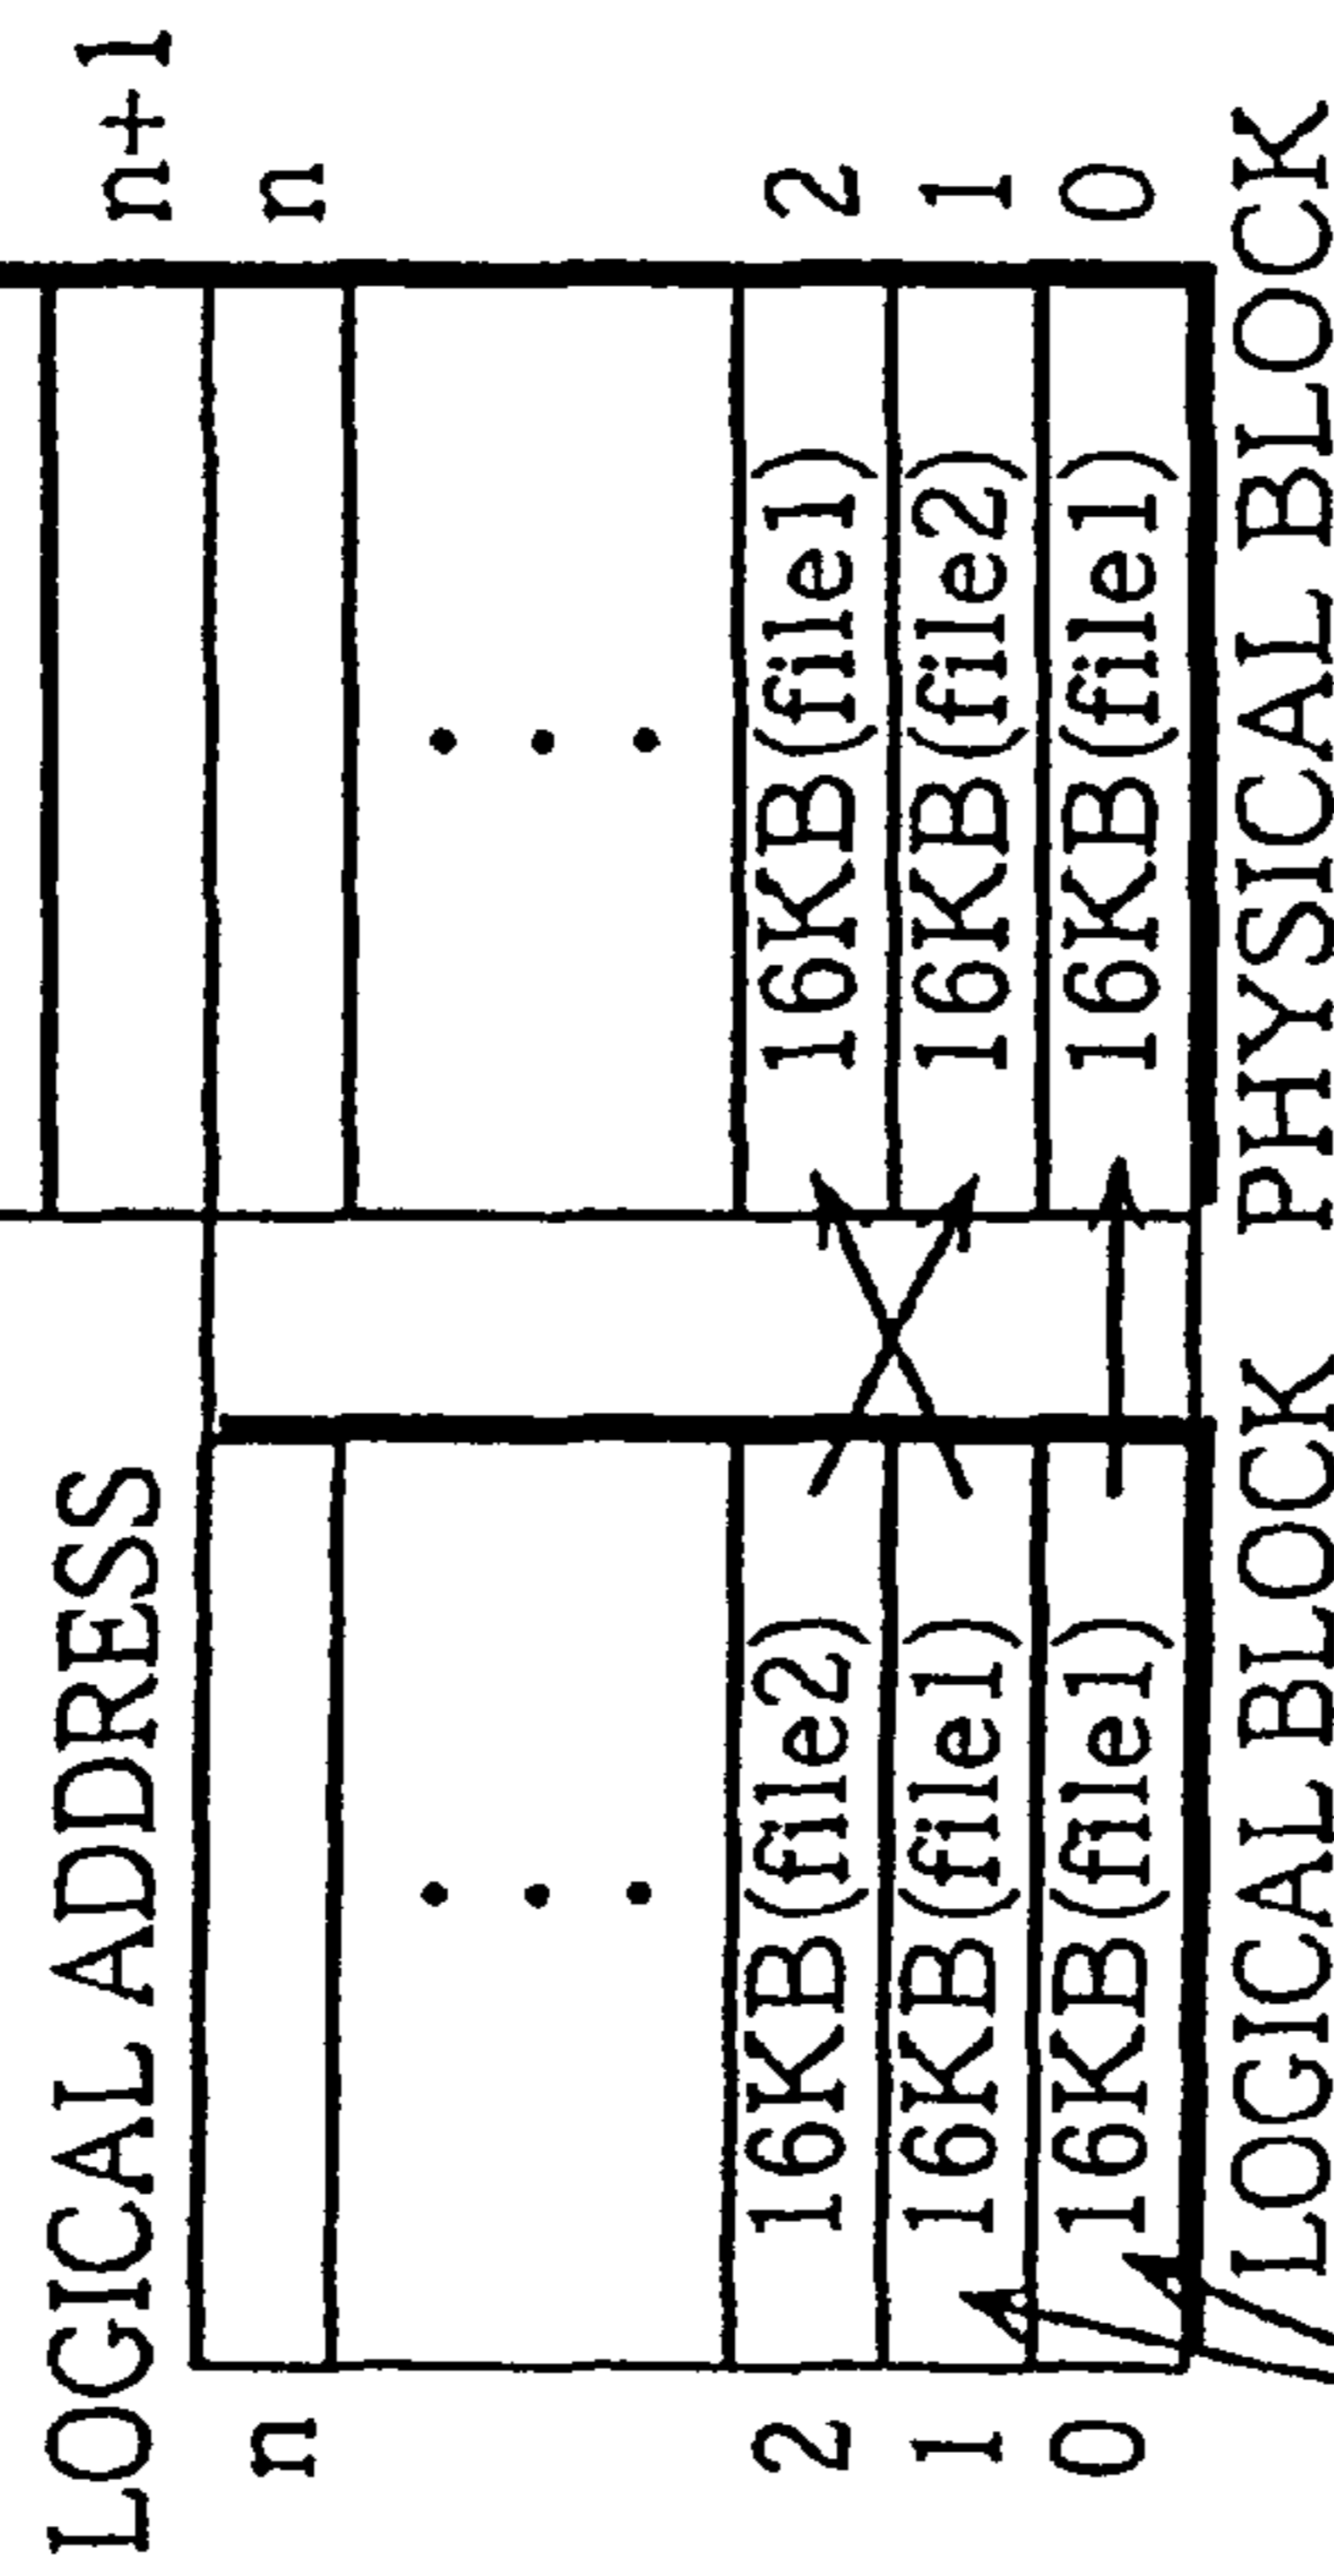 n+1
LOGICAL ADDRESS
n
n
2
16KB(file2)
16KB(file1)
2
1
16KB(file1)
16KB(file2)
1
0
16KB(file1)
16KB(file1)
0
LOGICAL BLOCK
PHYSICAL BLOCK